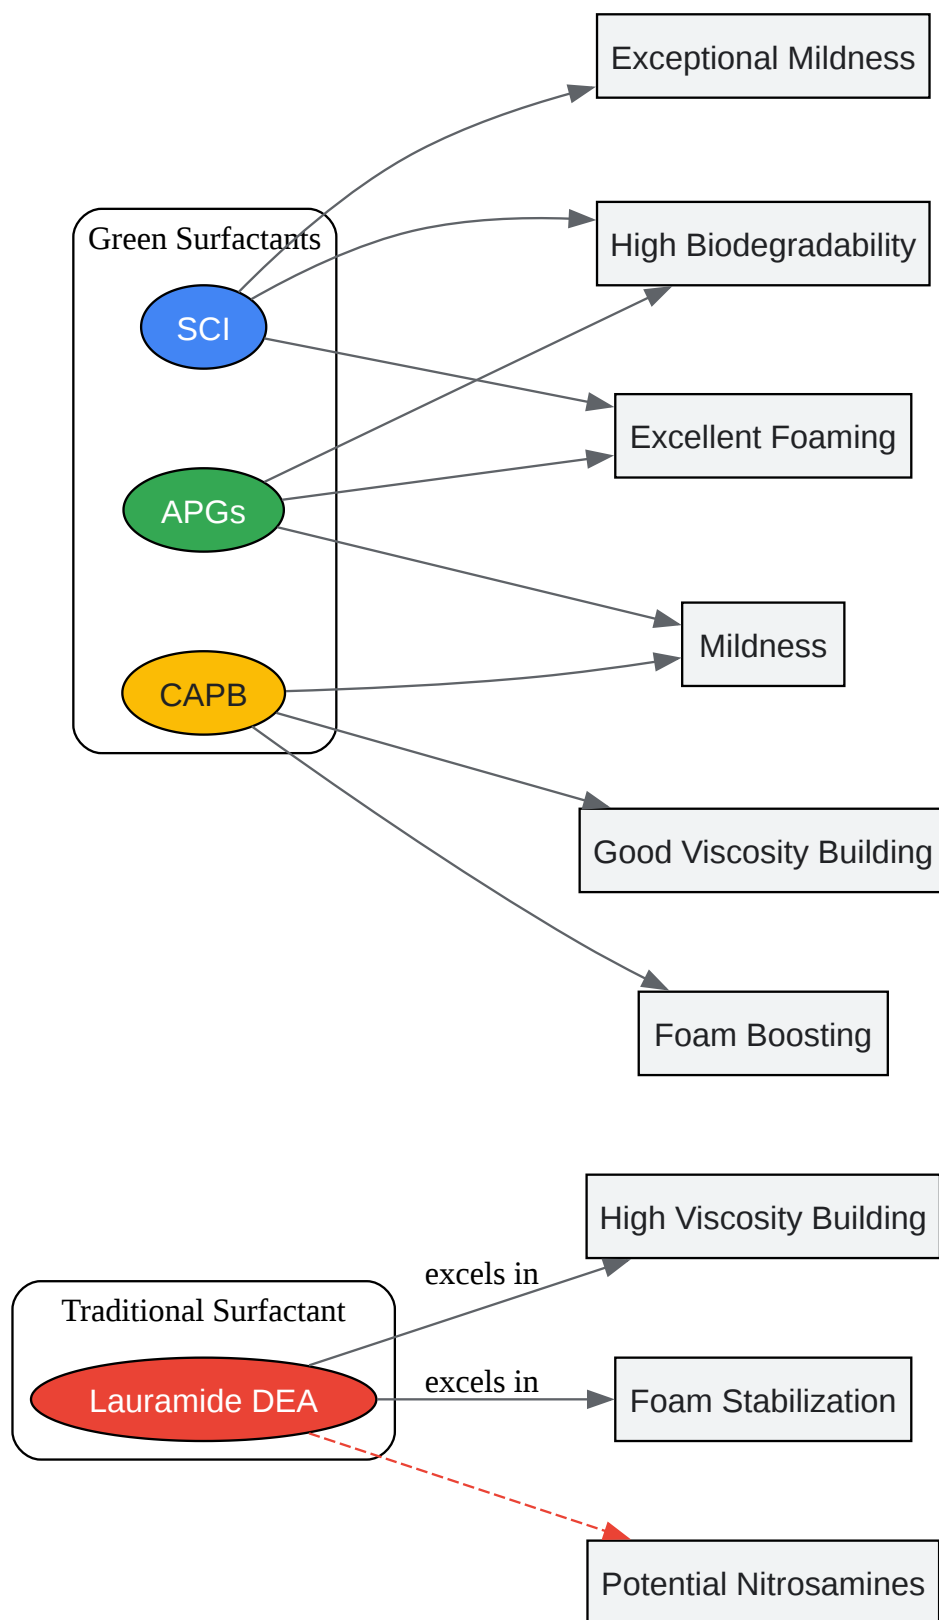 Exceptional Mildness
Green Surfactants
High Biodegradability
SCI
Excellent Foaming
APGs
Mildness
CAPB
Good Viscosity Building
Foam Boosting
High Viscosity Building
excels in
Traditional Surfactant
excels in
Lauramide DEA
Foam Stabilization
Potential Nitrosamines